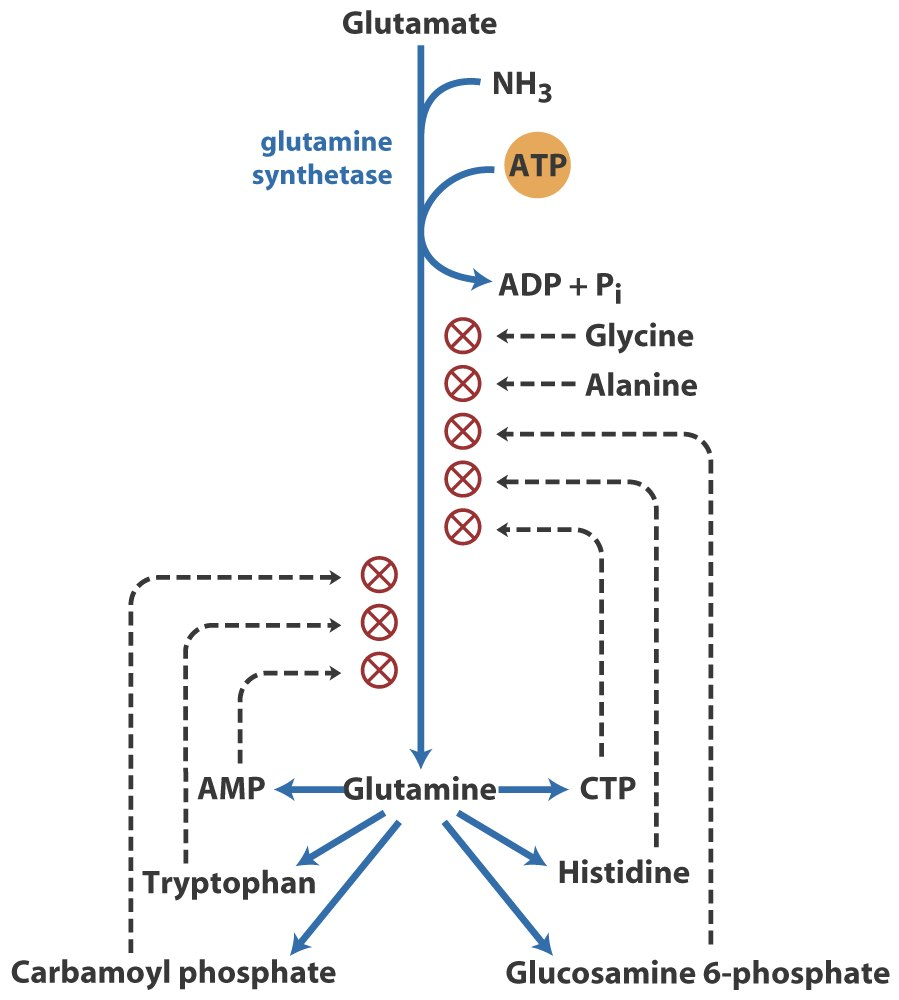 Glutamate
NH₃
glutamine
synthetase
ATP
ADP + Pᵢ
Glycine
Alanine
AMP
Glutamine
CTP
Tryptophan
Histidine
Carbamoyl phosphate
Glucosamine 6-phosphate